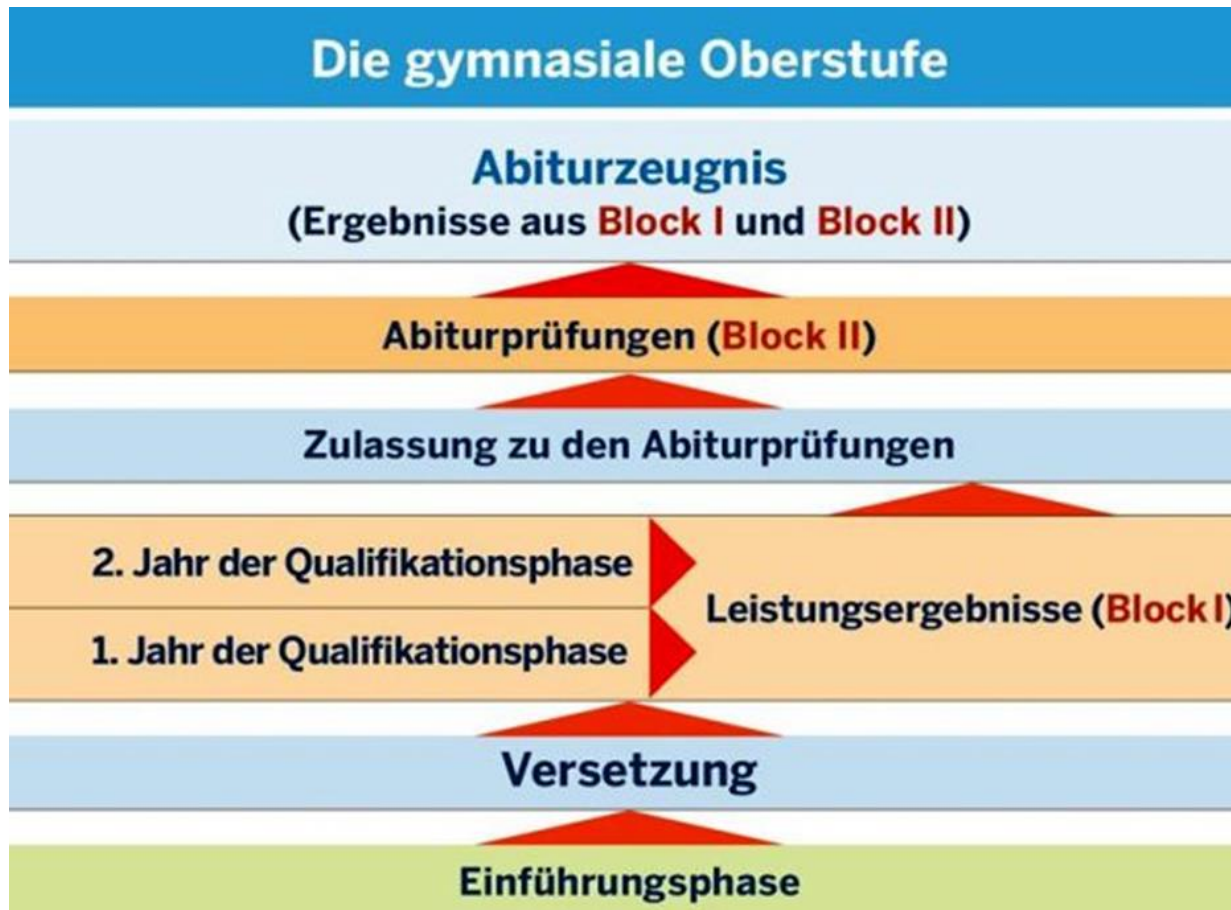 Die gymnasiale Oberstufe
Abiturzeugnis
(Ergebnisse aus Block I und Block II)
Abiturprüfungen (Block II)
Zulassung zu den Abiturprüfungen
2. Jahr der Qualifikationsphase
1. Jahr der Qualifikationsphase
Leistungsergebnisse (Block I)
Versetzung
Einführungsphase